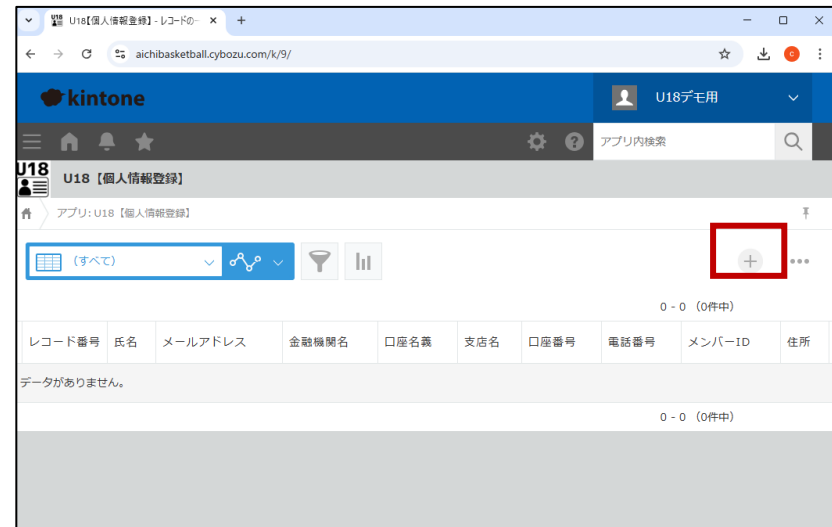 U18【個人情報登録】 - レコードの一
aichibasketball.cybozu.com/k/9/
C
kintone
U18デモ用
アプリ内検索
U18
U18【個人情報登録】
アプリ: U18【個人情報登録】
(すべて)
0 - 0 (0件中)
レコード番号 氏名 メールアドレス 金融機関名 口座名義 支店名 口座番号 電話番号 メンバーID 住所
データがありません。
0 - 0 (0件中)